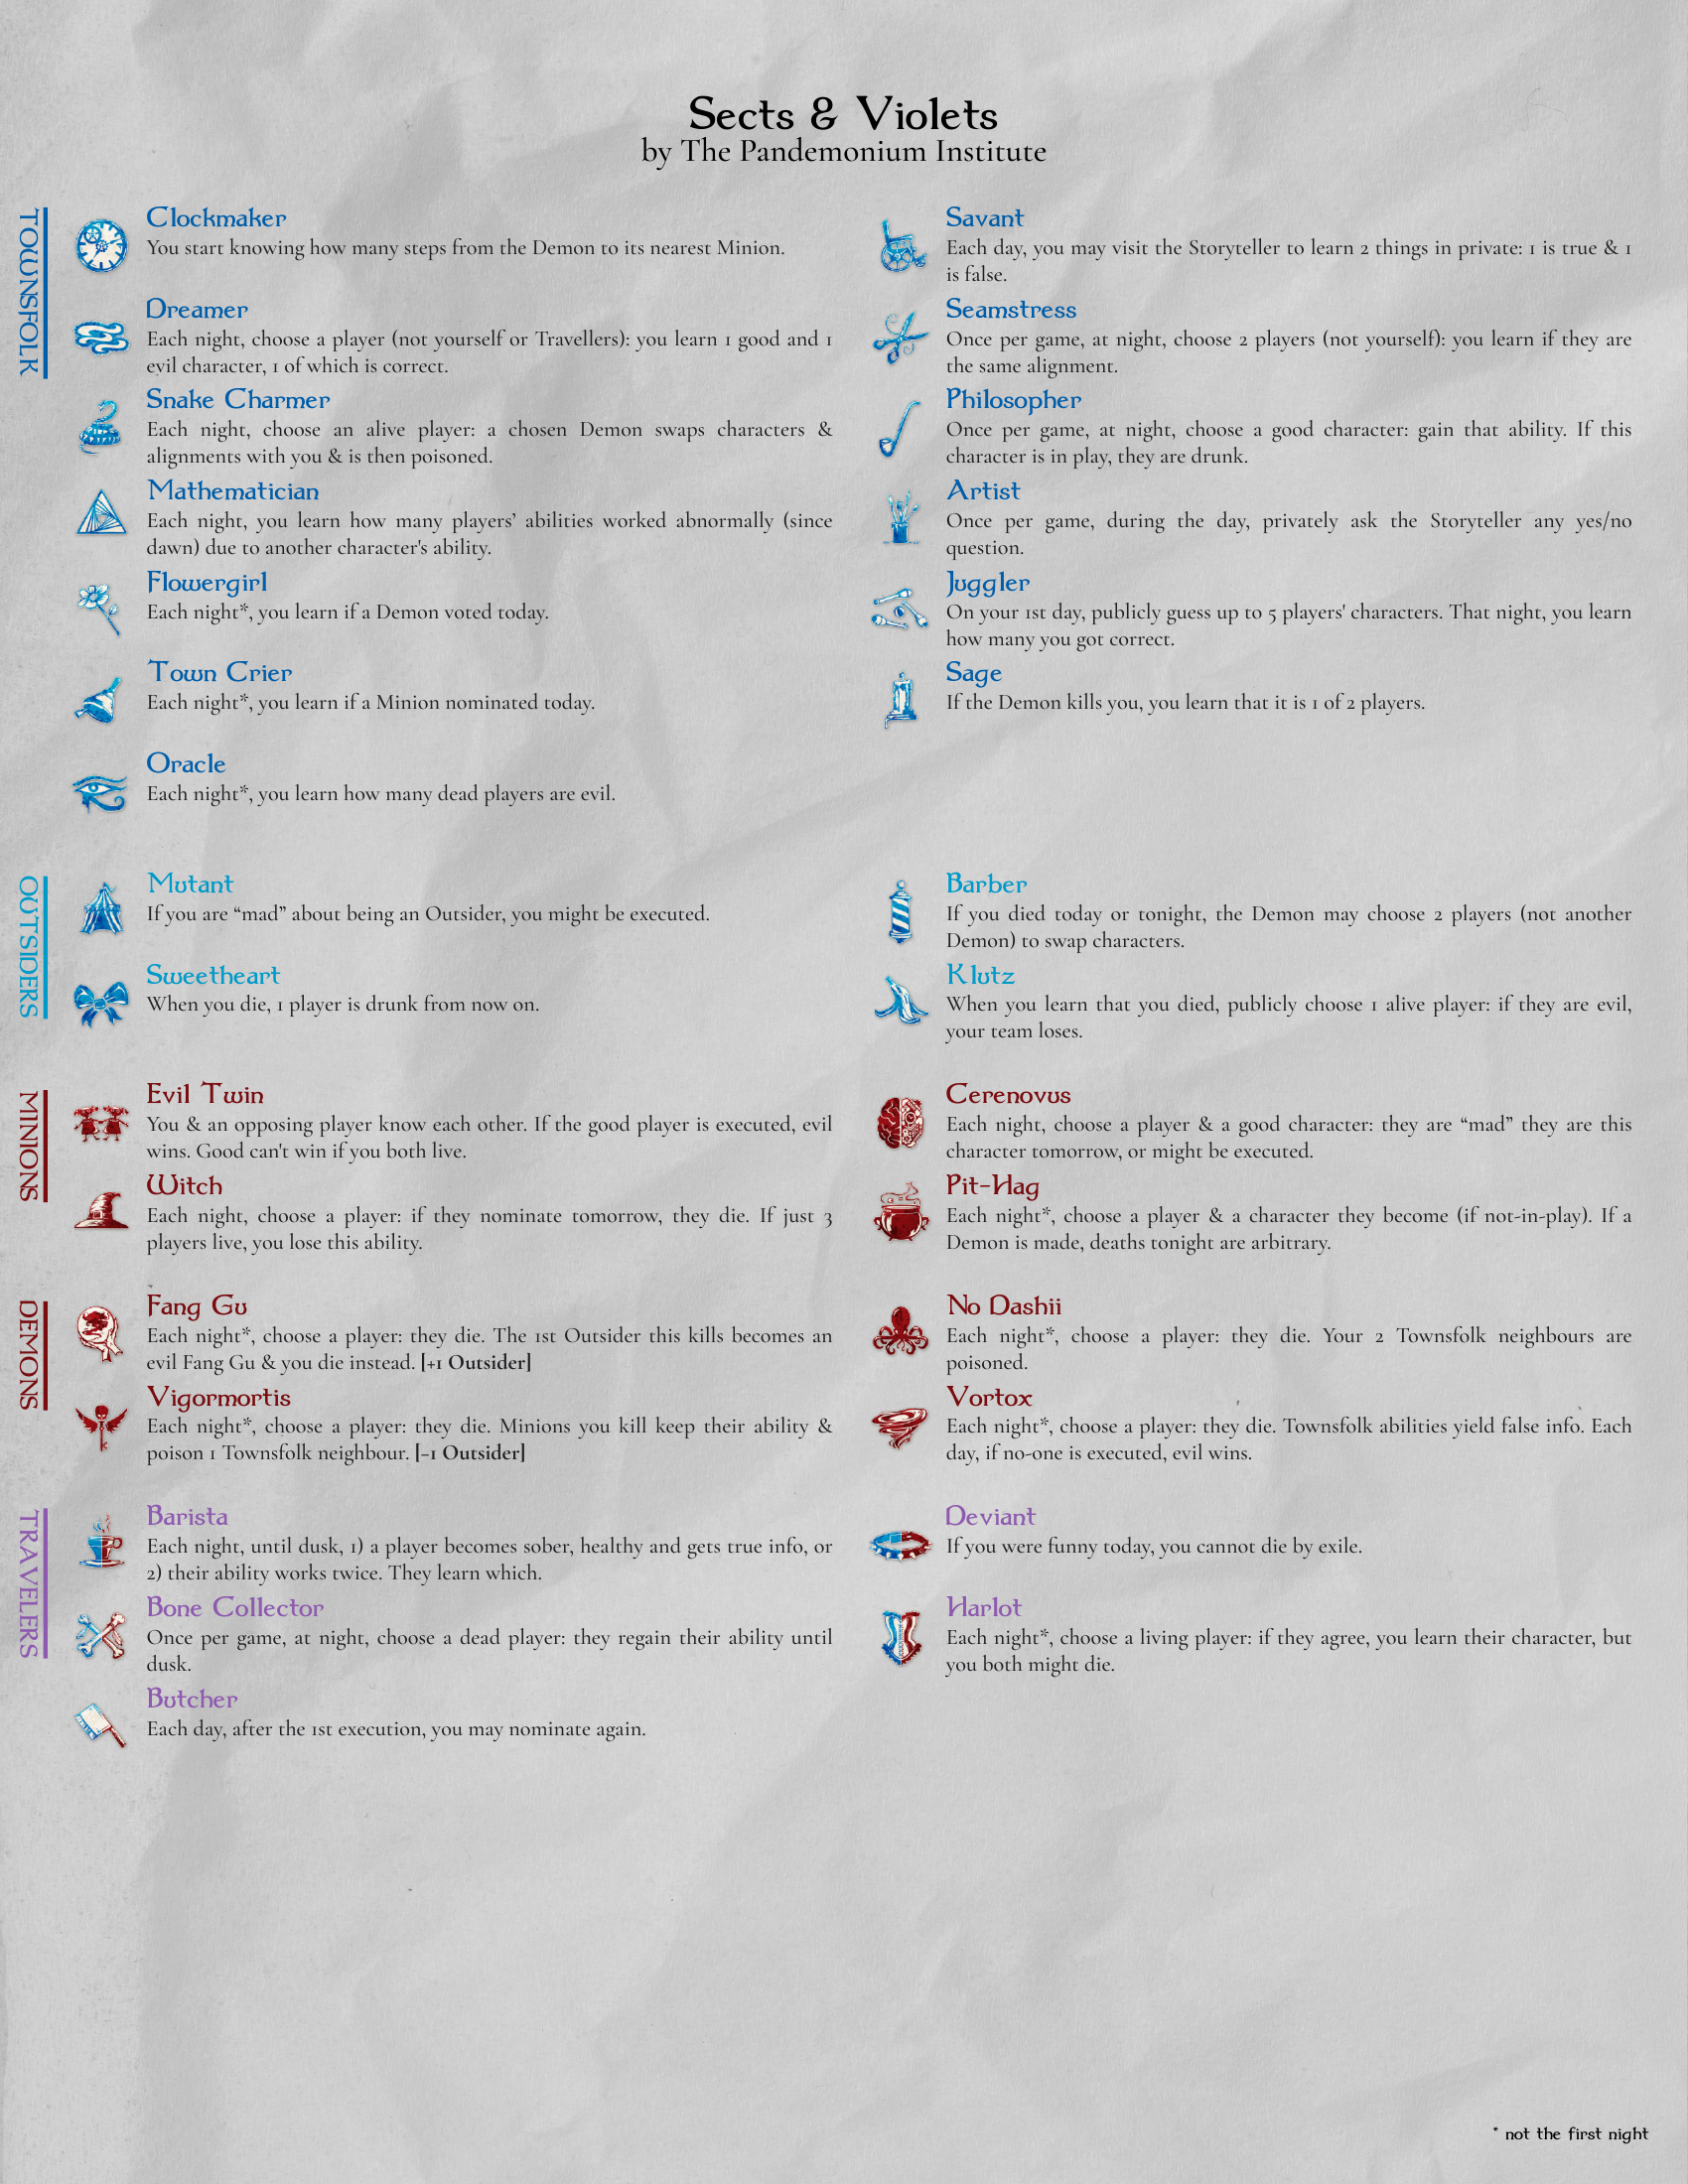 Sects & Violets
by The Pandemonium Institute
TOWNSFOLK
Clockmaker
You start knowing how many steps from the Demon to its nearest Minion.
Dreamer
Each night, choose a player (not yourself or Travellers): you learn 1 good and 1
evil character, 1 of which is correct.
Snake Charmer
Each night, choose an alive player: a chosen Demon swaps characters &
alignments with you & is then poisoned.
Mathematician
Each night, you learn how many players’ abilities worked abnormally (since
dawn) due to another character's ability.
Flowergirl
Each night*, you learn if a Demon voted today.
Town Crier
Each night*, you learn if a Minion nominated today.
Oracle
Each night*, you learn how many dead players are evil.
Savant
Each day, you may visit the Storyteller to learn 2 things in private: 1 is true & 1
is false.
Seamstress
Once per game, at night, choose 2 players (not yourself): you learn if they are
the same alignment.
Philosopher
Once per game, at night, choose a good character: gain that ability. If this
character is in play, they are drunk.
Artist
Once per game, during the day, privately ask the Storyteller any yes/no
question.
Juggler
On your 1st day, publicly guess up to 5 players' characters. That night, you learn
how many you got correct.
Sage
If the Demon kills you, you learn that it is 1 of 2 players.
OUTSIDERS
Mutant
If you are “mad” about being an Outsider, you might be executed.
Sweetheart
When you die, 1 player is drunk from now on.
Barber
If you died today or tonight, the Demon may choose 2 players (not another
Demon) to swap characters.
Klutz
When you learn that you died, publicly choose 1 alive player: if they are evil,
your team loses.
MINIONS
Evil Twin
You & an opposing player know each other. If the good player is executed, evil
wins. Good can't win if you both live.
Witch
Each night, choose a player: if they nominate tomorrow, they die. If just 3
players live, you lose this ability.
Cerenovus
Each night, choose a player & a good character: they are “mad” they are this
character tomorrow, or might be executed.
Pit-Hag
Each night*, choose a player & a character they become (if not-in-play). If a
Demon is made, deaths tonight are arbitrary.
DEMONS
Fang Gu
Each night*, choose a player: they die. The 1st Outsider this kills becomes an
evil Fang Gu & you die instead. [+1 Outsider]
Vigormortis
Each night*, choose a player: they die. Minions you kill keep their ability &
poison 1 Townsfolk neighbour. [-1 Outsider]
No Dashii
Each night*, choose a player: they die. Your 2 Townsfolk neighbours are
poisoned.
Vortox
Each night*, choose a player: they die. Townsfolk abilities yield false info. Each
day, if no-one is executed, evil wins.
TRAVELERS
Barista
Each night, until dusk, 1) a player becomes sober, healthy and gets true info, or
2) their ability works twice. They learn which.
Bone Collector
Once per game, at night, choose a dead player: they regain their ability until
dusk.
Butcher
Each day, after the 1st execution, you may nominate again.
Deviant
If you were funny today, you cannot die by exile.
Harlot
Each night*, choose a living player: if they agree, you learn their character, but
you both might die.
* not the first night